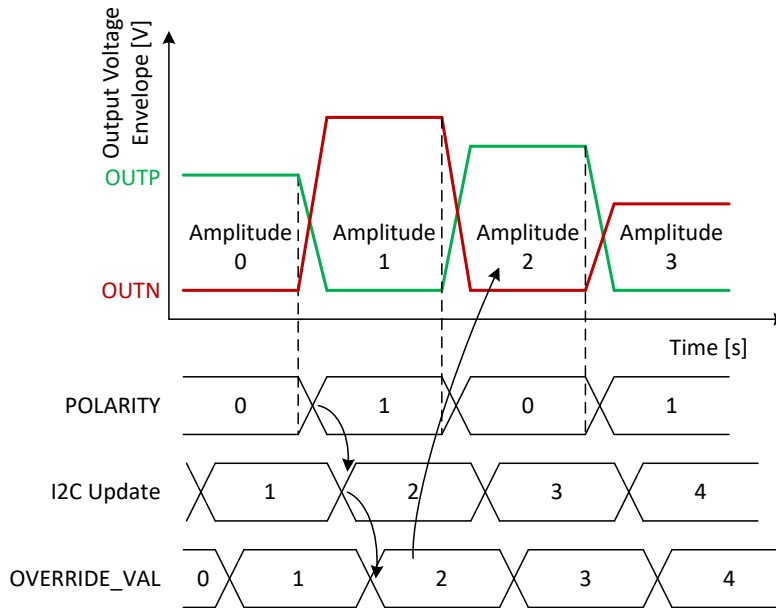 Output Voltage
Envelope [V]
OUTP
OUTN
Amplitude
0
Amplitude
1
Amplitude
2
Amplitude
3
Time [s]
POLARITY
0
1
0
1
I2C Update
1
2
3
4
OVERRIDE_VAL
0
1
2
3
4